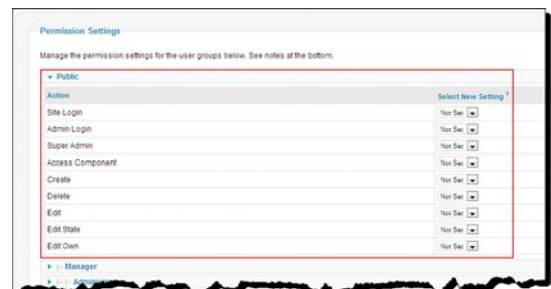 Permission Settings
Manage the permission settings for the user groups below. See notes at the bottom.
Public
Action Select New Setting 1
Site Login Not Set
Admin Login Not Set
Super Admin Not Set
Access Component Not Set
Create Not Set
Delete Not Set
Edit Not Set
Edit State Not Set
Edit Own Not Set
|-- Manager
|-- |-- Administrator